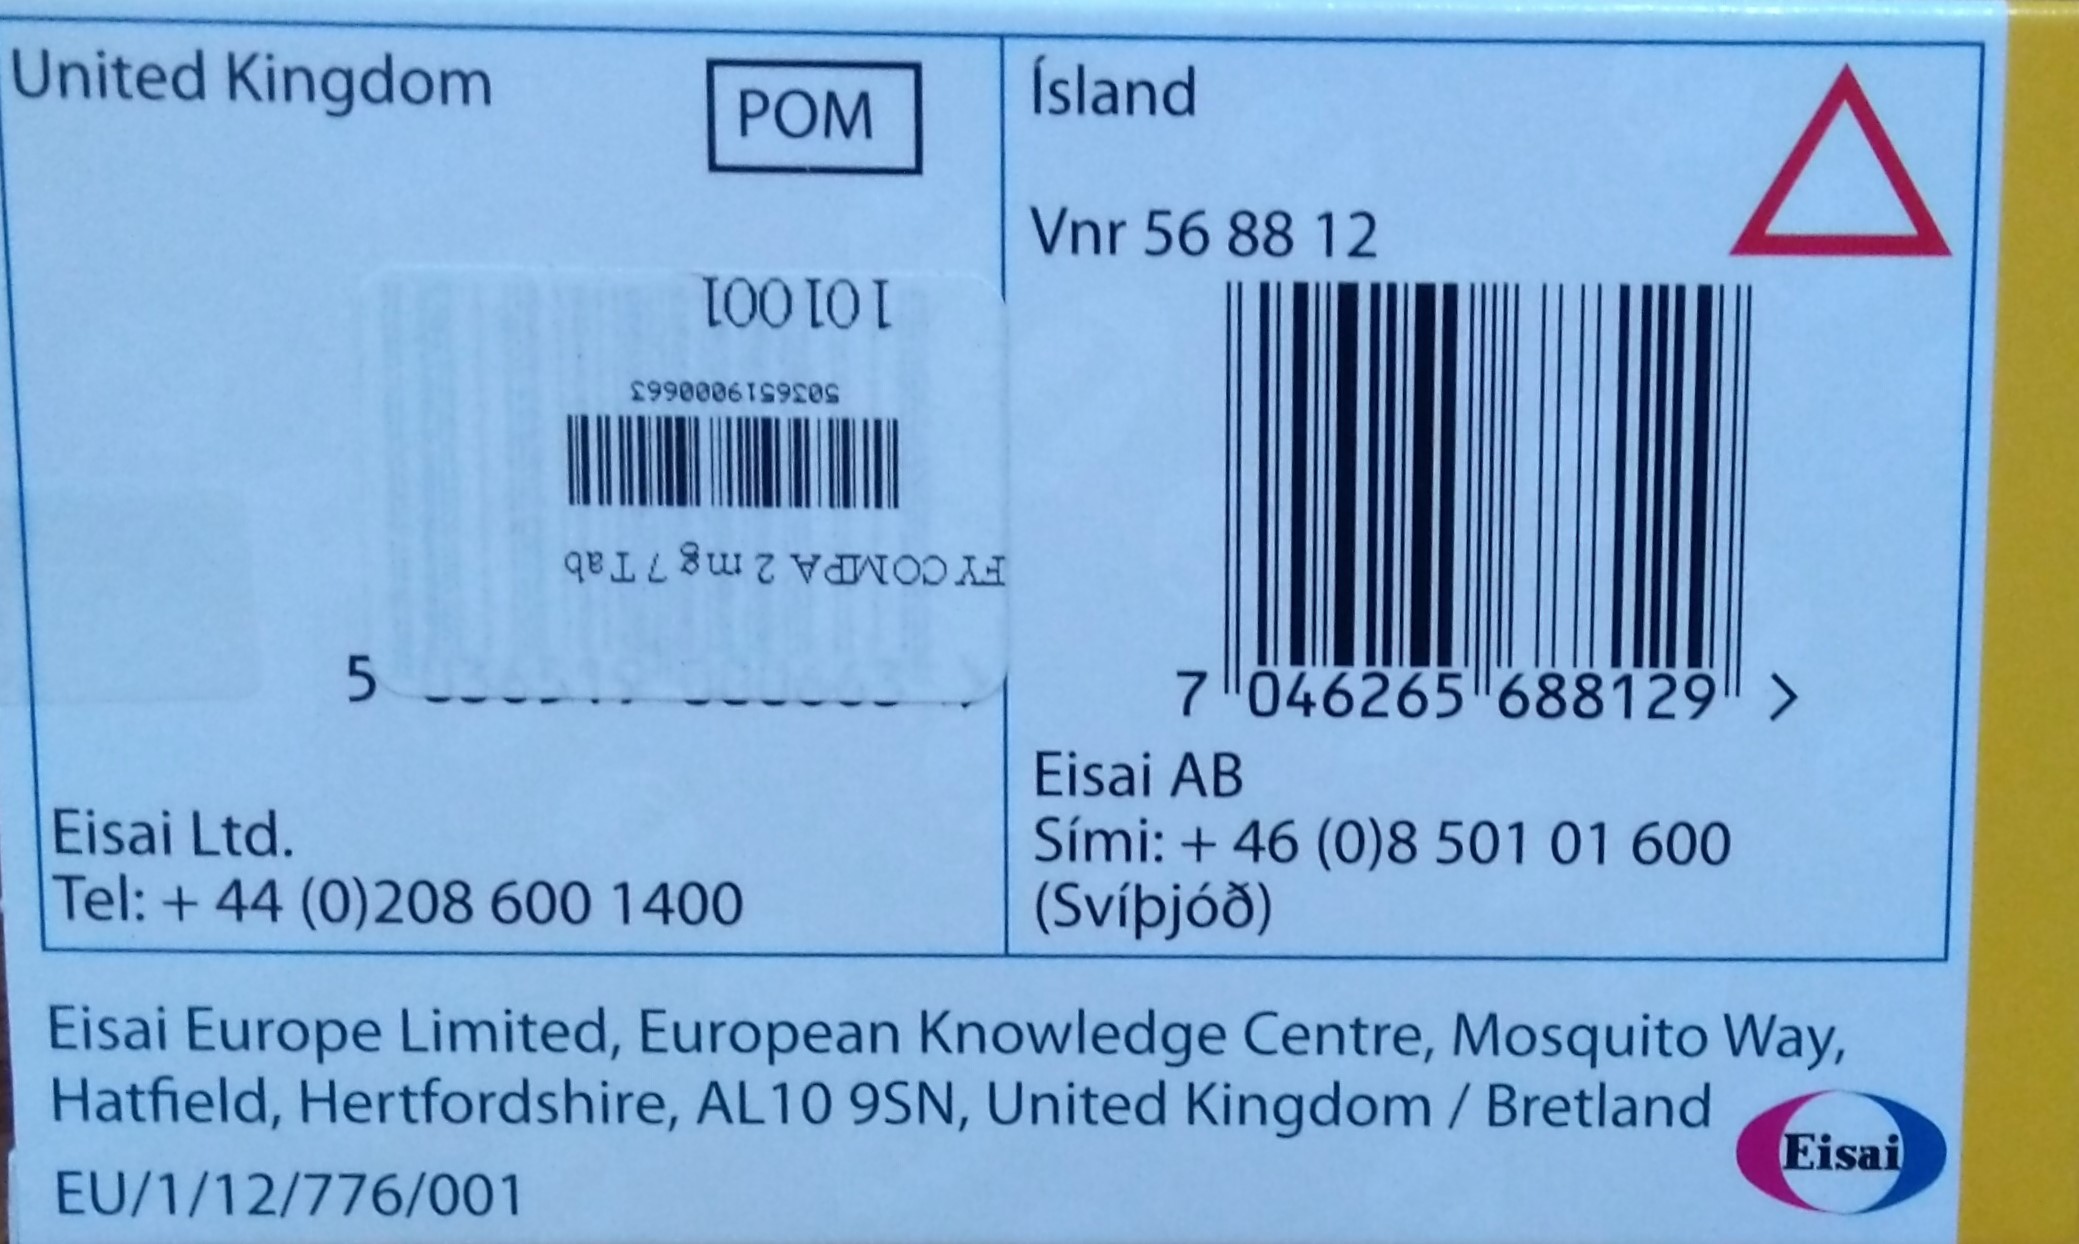 United Kingdom
POM
101001
5036519000663
FYCOMPA 2 mg 7 Tab
5
Eisai Ltd.
Tel: + 44 (0)208 600 1400
Ísland
Vnr 56 88 12
7 046265 688129 >
Eisai AB
Sími: + 46 (0)8 501 01 600
(Svíþjóð)
Eisai Europe Limited, European Knowledge Centre, Mosquito Way,
Hatfield, Hertfordshire, AL10 9SN, United Kingdom / Bretland
EU/1/12/776/001
Eisai